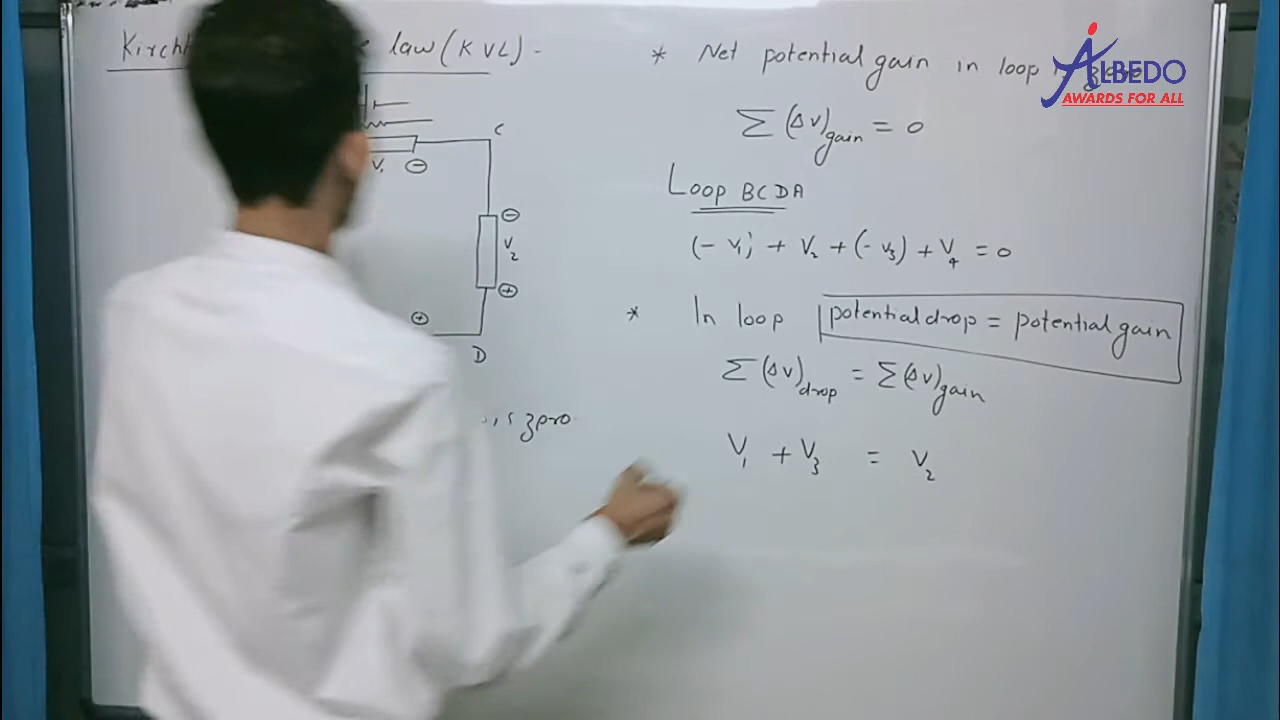 law (KVL) -
V₁ ⊖
C
⊖
V₂
⊕
⊕
D
is zero
* Net potential gain in loop
Σ (Δv)gain = 0
Loop BCDA
(- V₁) + V₂ + (- V₃) + V₄ = 0
* In loop potential drop = potential gain
Σ (Δv)drop = Σ (Δv)gain
V₁ + V₃ = V₂
ALBEDO
AWARDS FOR ALL